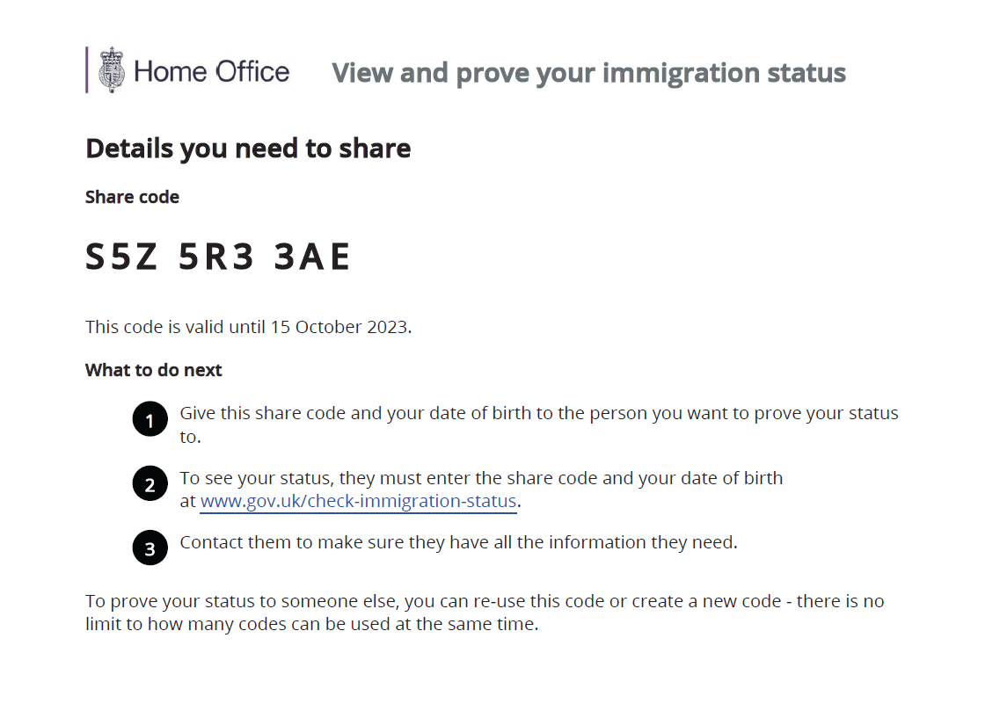 Home Office
View and prove your immigration status
Details you need to share
Share code
S5Z 5R3 3AE
This code is valid until 15 October 2023.
What to do next
1 Give this share code and your date of birth to the person you want to prove your status
to.
2 To see your status, they must enter the share code and your date of birth
at www.gov.uk/check-immigration-status.
3 Contact them to make sure they have all the information they need.
To prove your status to someone else, you can re-use this code or create a new code - there is no
limit to how many codes can be used at the same time.